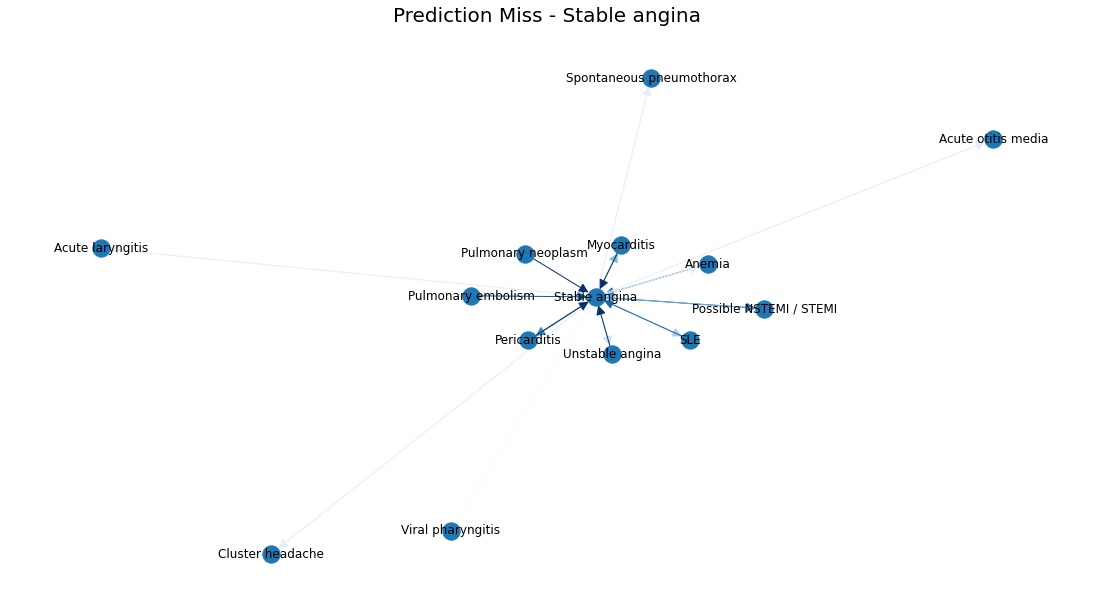 Prediction Miss - Stable angina
Spontaneous pneumothorax
Acute otitis media
Acute laryngitis
Myocarditis
Pulmonary neoplasm
Anemia
Pulmonary embolism
Stable angina
Possible NSTEMI / STEMI
Pericarditis
SLE
Unstable angina
Viral pharyngitis
Cluster headache